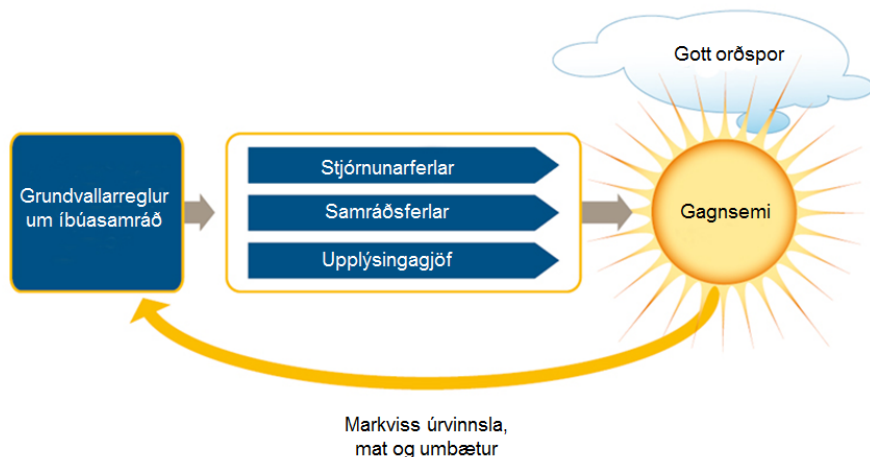 Gott orðspor
Grundvallarreglur
um íbúasamráð
Stjórnunarferlar
Samráðsferlar
Upplýsingagjöf
Gagnsemi
Markviss úrvinnsla,
mat og umbætur